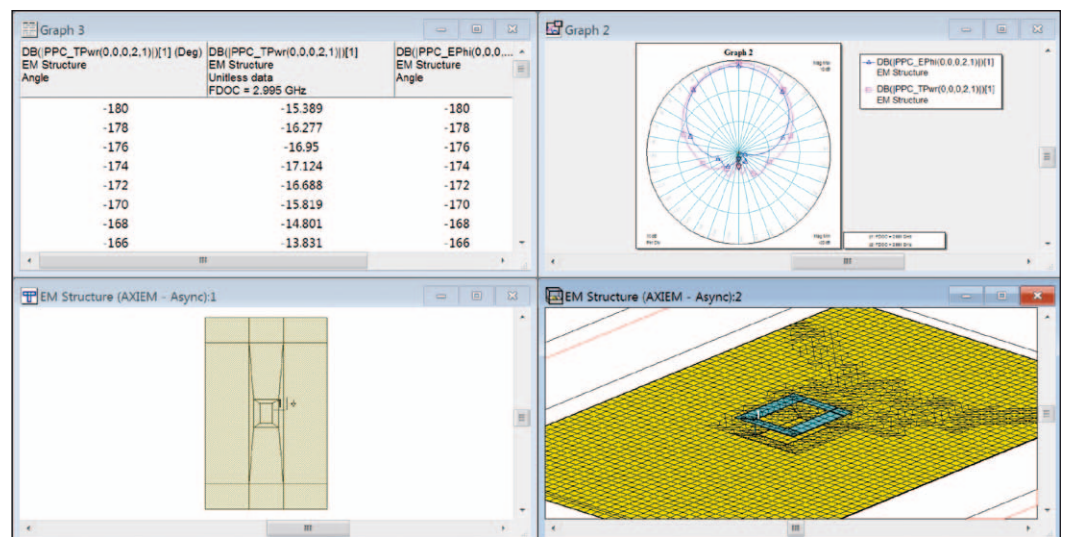 Graph 3
DB(|PPC_TPwr(0,0,0,2,1)|)[1] (Deg)
EM Structure
Angle
DB(|PPC_TPwr(0,0,0,2,1)|)[1]
EM Structure
Unitless data
FDOC = 2.995 GHz
DB(|PPC_EPhi(0,0,0,...
EM Structure
Angle
-180 -15.389 -180
-178 -16.277 -178
-176 -16.95 -176
-174 -17.124 -174
-172 -16.688 -172
-170 -15.819 -170
-168 -14.801 -168
-166 -13.831 -166
Graph 2
Graph 2
DB(|PPC_EPhi(0,0,0,2,1)|)[1]
EM Structure
DB(|PPC_TPwr(0,0,0,2,1)|)[1]
EM Structure
EM Structure (AXIEM - Async):1
EM Structure (AXIEM - Async):2
1